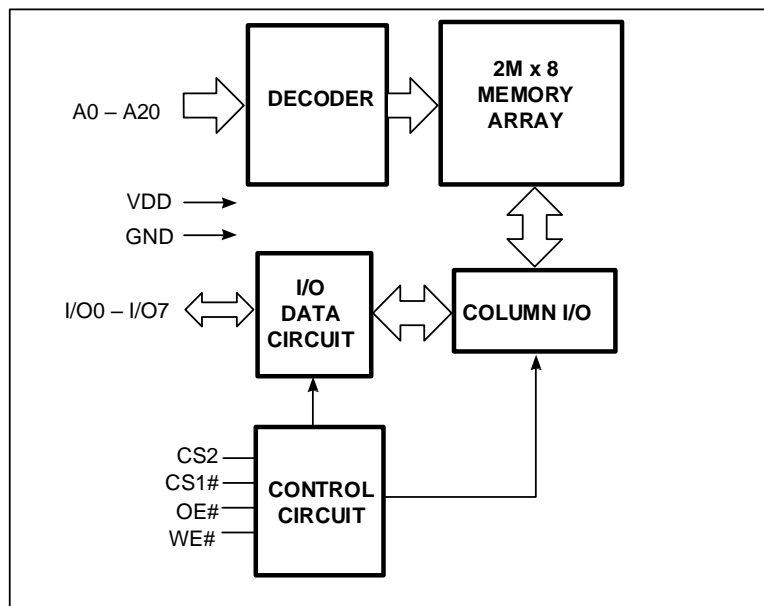 A0 – A20
DECODER
2M x 8
MEMORY
ARRAY
VDD
GND
I/O0 – I/O7
I/O
DATA
CIRCUIT
COLUMN I/O
CS2
CS1#
OE#
WE#
CONTROL
CIRCUIT